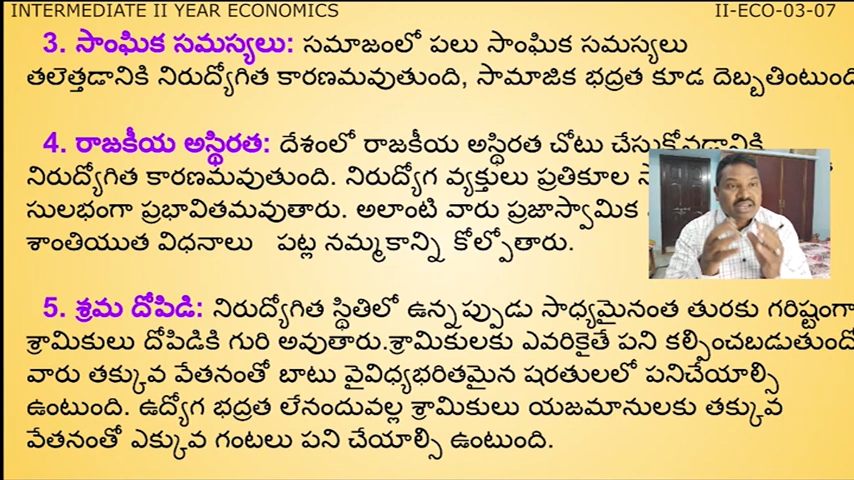 INTERMEDIATE II YEAR ECONOMICS II-ECO-03-07
3. సాంఘిక సమస్యలు: సమాజంలో పలు సాంఘిక సమస్యలు
తలెత్తడానికి నిరుద్యోగిత కారణమవుతుంది, సామాజిక భద్రత కూడ దెబ్బతింటుంది
4. రాజకీయ అస్థిరత: దేశంలో రాజకీయ అస్థిరత చోటు చేసుకోవడానికి
నిరుద్యోగిత కారణమవుతుంది. నిరుద్యోగ వ్యక్తులు ప్రతికూల
సులభంగా ప్రభావితమవుతారు. అలాంటి వారు ప్రజాస్వామిక
శాంతియుత విధనాలు పట్ల నమ్మకాన్ని కోల్పోతారు.
5. శ్రమ దోపిడి: నిరుద్యోగిత స్థితిలో ఉన్నప్పుడు సాధ్యమైనంత తురకు గరిష్టంగా
శ్రామికులు దోపిడికి గురి అవుతారు.శ్రామికులకు ఎవరికైతే పని కల్పించబడుతుందో
వారు తక్కువ వేతనంతో బాటు వైవిధ్యభరితమైన షరతులలో పనిచేయాల్సి
ఉంటుంది. ఉద్యోగ భద్రత లేనందువల్ల శ్రామికులు యజమానులకు తక్కువ
వేతనంతో ఎక్కువ గంటలు పని చేయాల్సి ఉంటుంది.